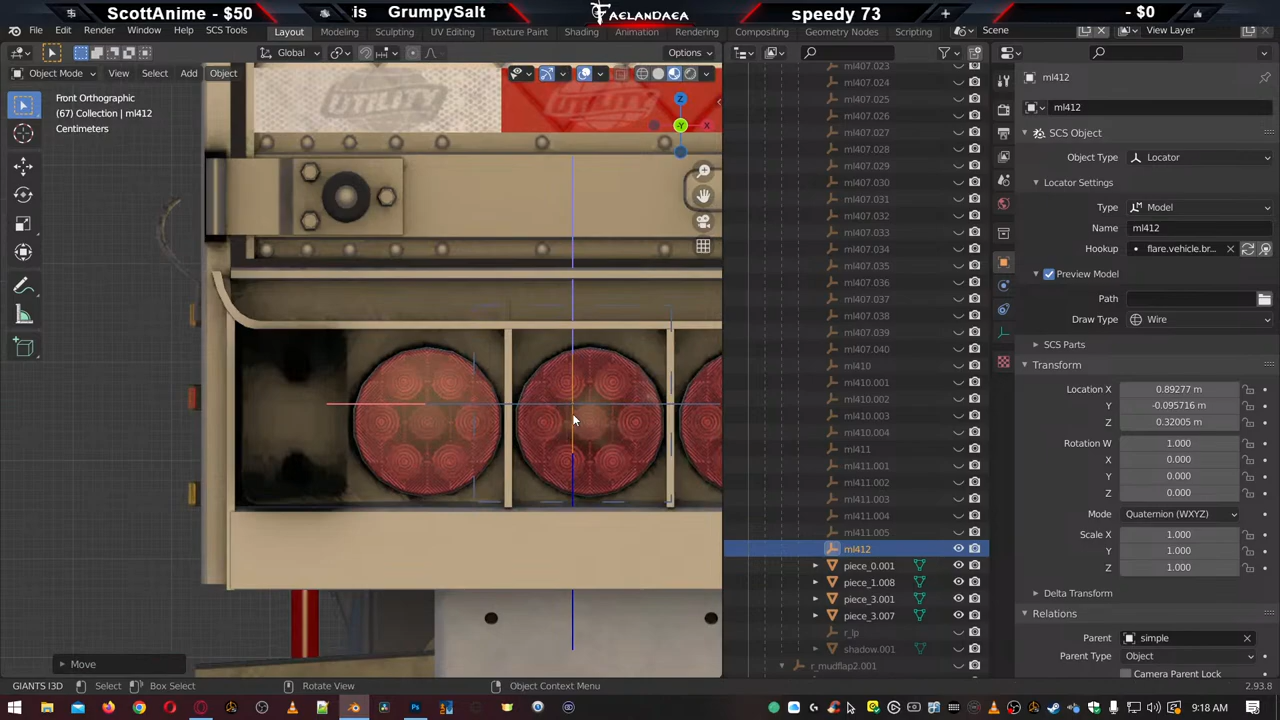 ScottAnime - $50
is GrumpySalt
FAELANDAEA
speedy 73
- $0
File Edit Render Window Help SCS Tools Layout Modeling Sculpting UV Editing Texture Paint Shading Animation Rendering Compositing Geometry Nodes Scripting Scene View Layer
Global Options
Object Mode View Select Add Object
Front Orthographic
(67) Collection | ml412
Centimeters
UTILITY UTILITY
Z
-Y
X
Move
ml407.023
ml407.024
ml407.025
ml407.026
ml407.027
ml407.028
ml407.029
ml407.030
ml407.031
ml407.032
ml407.033
ml407.034
ml407.035
ml407.036
ml407.037
ml407.038
ml407.039
ml407.040
ml410
ml410.001
ml410.002
ml410.003
ml410.004
ml411
ml411.001
ml411.002
ml411.003
ml411.004
ml411.005
ml412
piece_0.001
piece_1.008
piece_3.001
piece_3.007
r_lp
shadow.001
r_mudflap2.001
ml412
ml412
SCS Object
Object Type Locator
Locator Settings
Type Model
Name ml412
Hookup flare.vehicle.br...
Preview Model
Path
Draw Type Wire
SCS Parts
Transform
Location X 0.89277 m
Y -0.095716 m
Z 0.32005 m
Rotation W 1.000
X 0.000
Y 0.000
Z 0.000
Mode Quaternion (WXYZ)
Scale X 1.000
Y 1.000
Z 1.000
Delta Transform
Relations
Parent simple
Parent Type Object
Camera Parent Lock
GIANTS I3D Select Box Select Rotate View Object Context Menu 2.93.8
9:18 AM